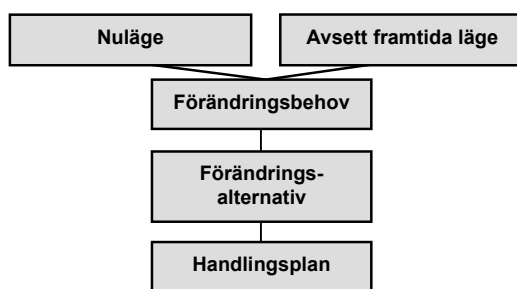 Nuläge
Avsett framtida läge
Förändringsbehov
Förändrings-
alternativ
Handlingsplan